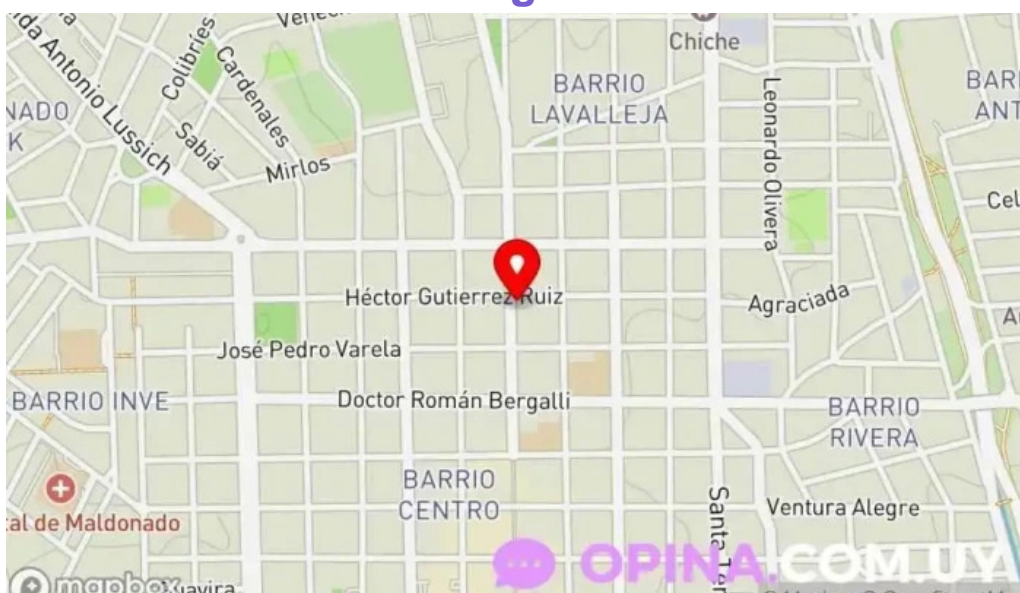 Chiche
Colibríes
Cardenales
BARRIO
LAVALLEJA
Leonardo Olivera
Antonio Lussich
Sabiá
Mirlos
Héctor Gutierrez Ruiz
Agraciada
José Pedro Varela
BARRIO INVE
Doctor Román Bergalli
BARRIO
RIVERA
BARRIO
CENTRO
Santa
Ventura Alegre
de Maldonado
OPINA.COM.UY
mapbox